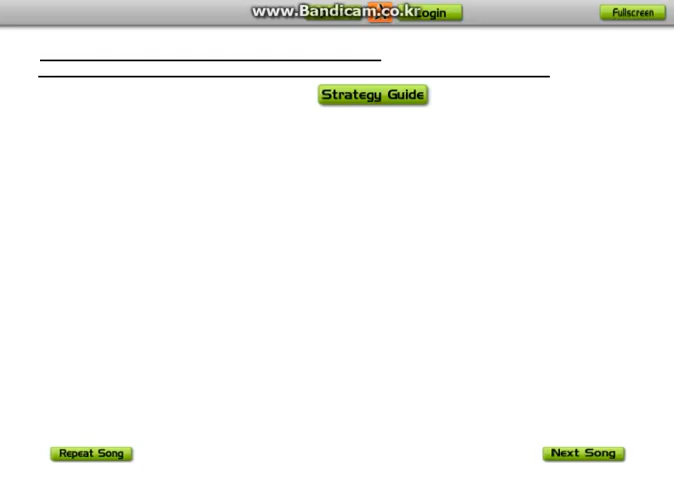 www.Bandicam.co.kr
Login
Fullscreen
Strategy Guide
Repeat Song
Next Song